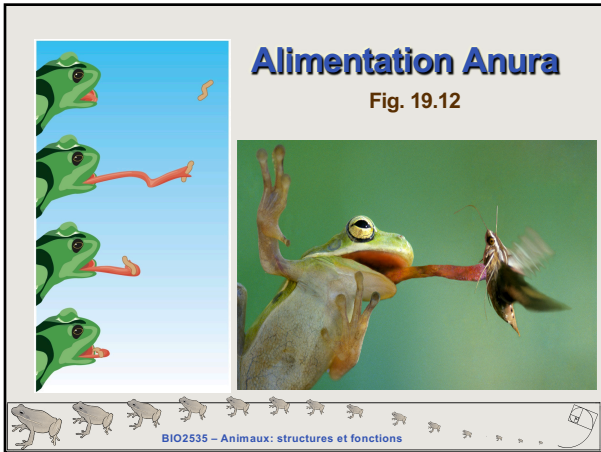 Alimentation Anura
Fig. 19.12
BIO2535 – Animaux: structures et fonctions